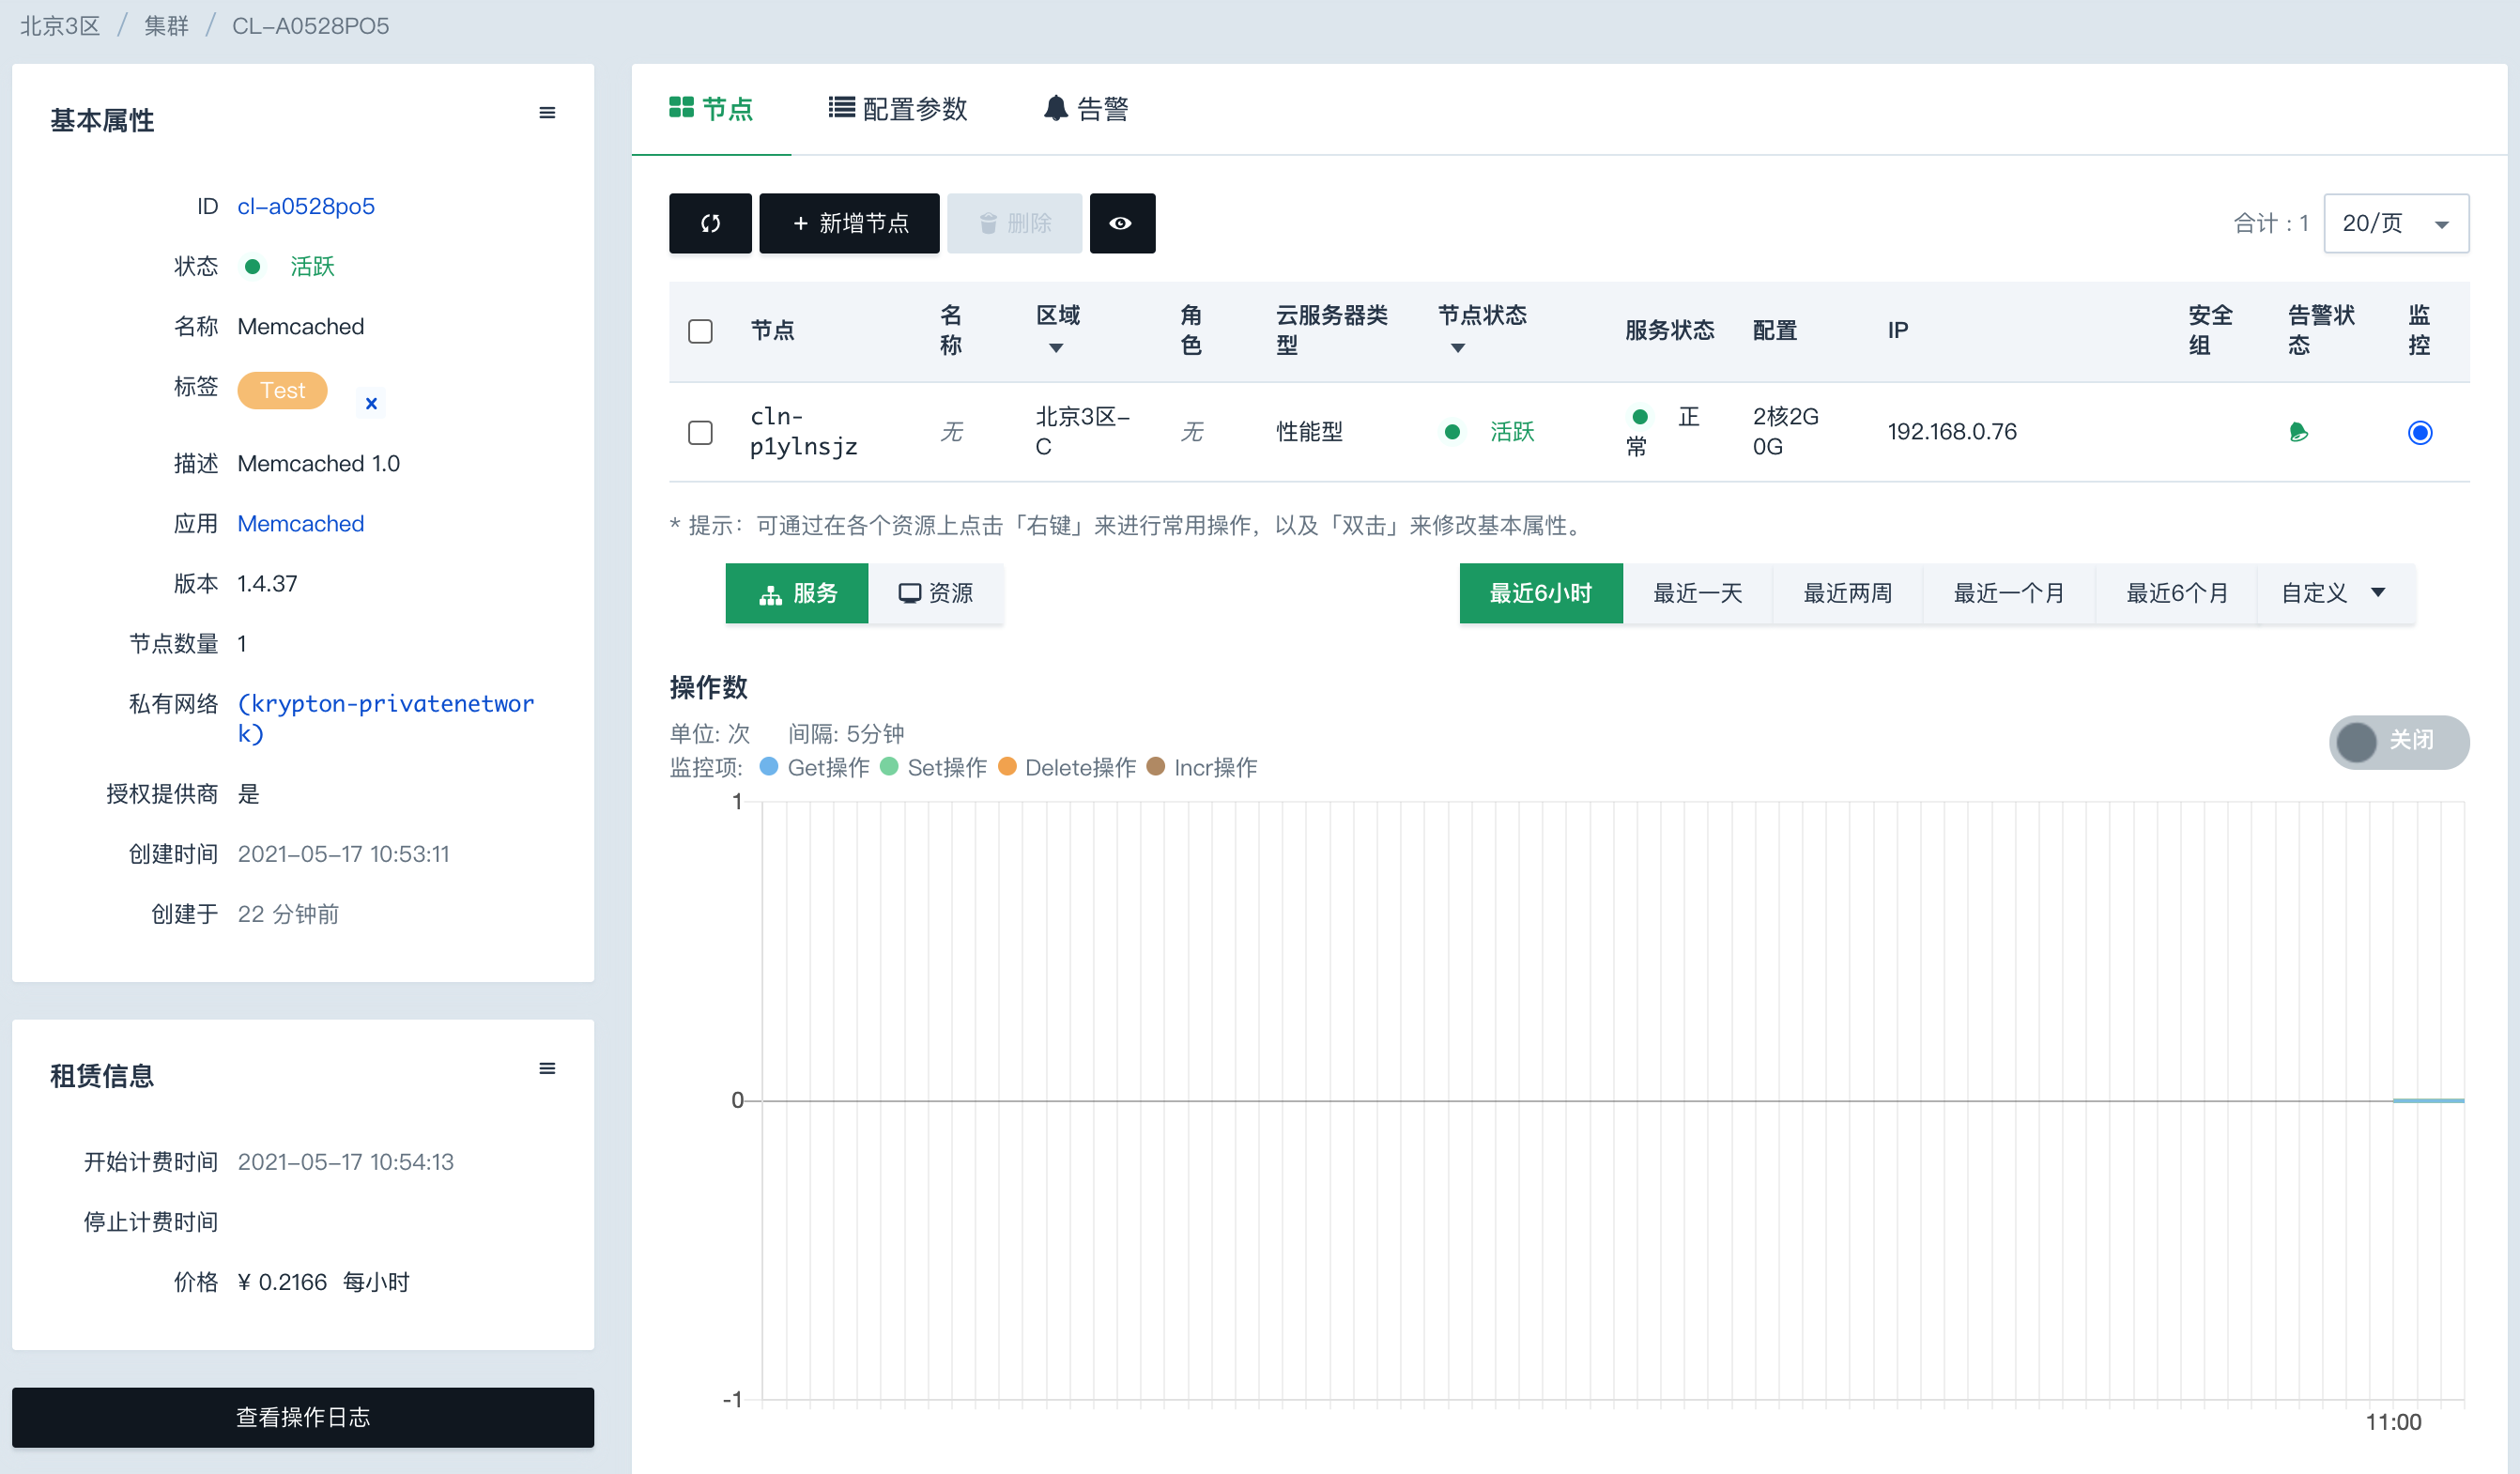 北京3区 / 集群 / CL-A0528PO5
基本属性
ID cl-a0528po5
状态 活跃
名称 Memcached
标签 Test x
描述 Memcached 1.0
应用 Memcached
版本 1.4.37
节点数量 1
私有网络 (krypton-privatenetwor
k)
授权提供商 是
创建时间 2021-05-17 10:53:11
创建于 22 分钟前
租赁信息
开始计费时间 2021-05-17 10:54:13
停止计费时间
价格 ¥ 0.2166 每小时
查看操作日志
节点 配置参数 告警
+ 新增节点 删除
合计 : 1 20/页
节点 名称 区域 角色 云服务器类型 节点状态 服务状态 配置 IP 安全组 告警状态 监控
cln-p1ylnsjz 无 北京3区-C 无 性能型 活跃 正常 2核2G 0G 192.168.0.76
* 提示：可通过在各个资源上点击「右键」来进行常用操作，以及「双击」来修改基本属性。
服务 资源 最近6小时 最近一天 最近两周 最近一个月 最近6个月 自定义
操作数
单位: 次 间隔: 5分钟
关闭
监控项: Get操作 Set操作 Delete操作 Incr操作
1
0
-1
11:00